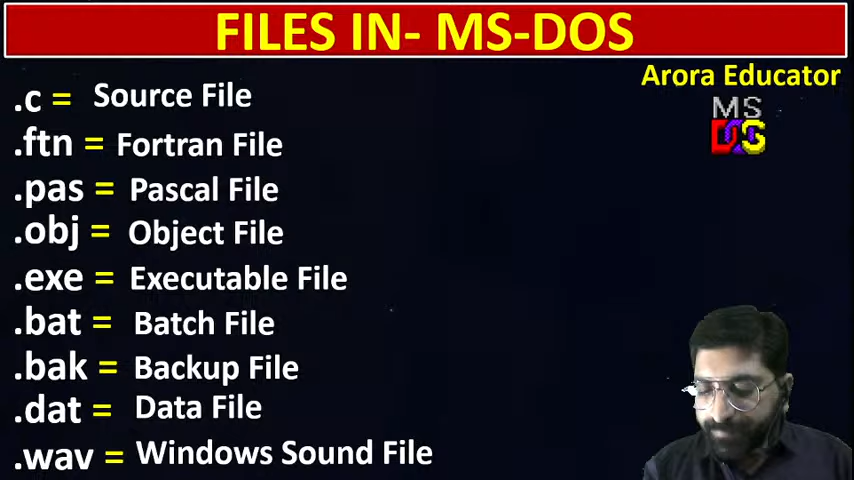 FILES IN- MS-DOS
Arora Educator
MS
DOS
.c = Source File
.ftn = Fortran File
.pas = Pascal File
.obj = Object File
.exe = Executable File
.bat = Batch File
.bak = Backup File
.dat = Data File
.wav = Windows Sound File